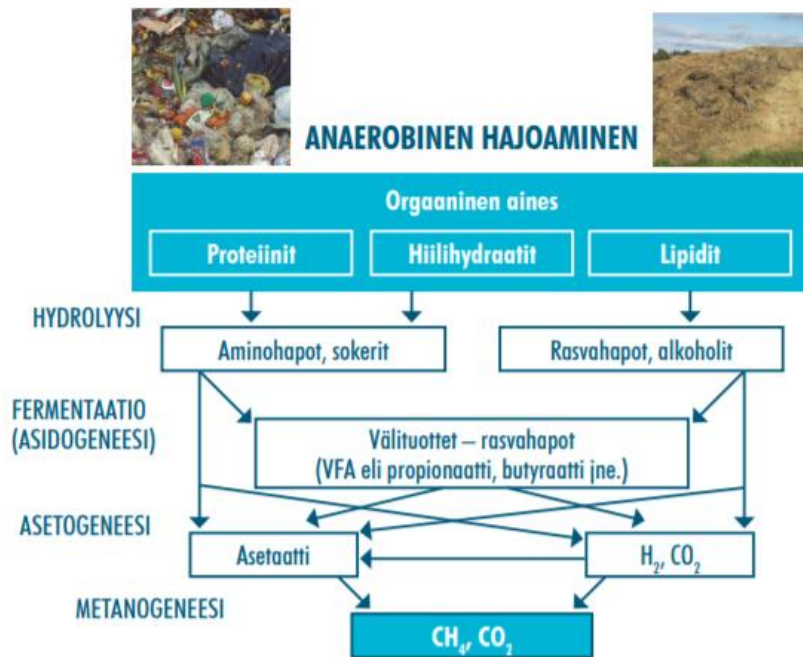 ANAEROBINEN HAJOAMINEN
Orgaaninen aines
Proteiinit
Hiilihydraatit
Lipidit
HYDROLYYSI
Aminohapot, sokerit
Rasvahapot, alkoholit
FERMENTAATIO
(ASIDOGENEESI)
Välituottet – rasvahapot
(VFA eli propionaatti, butyraatti jne.)
ASETOGENEESI
Asetaatti
H₂, CO₂
METANOGENEESI
CH₄, CO₂